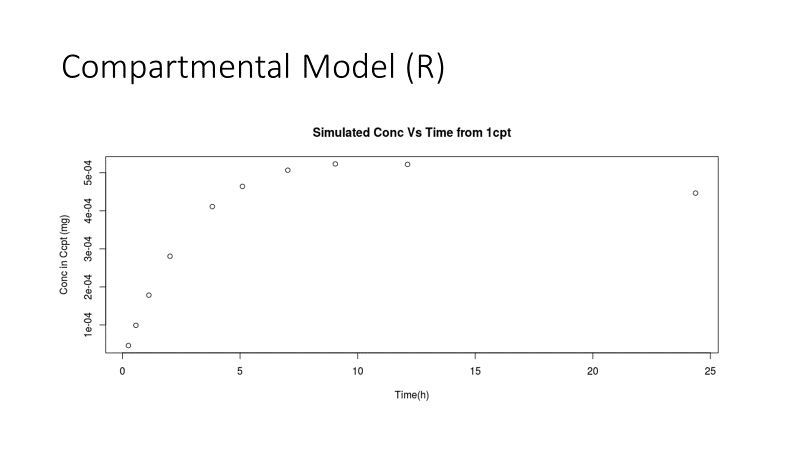 Compartmental Model (R)
Simulated Conc Vs Time from 1cpt
Conc in Ccpt (mg)
5e-04
4e-04
3e-04
2e-04
1e-04
0 5 10 15 20 25
Time(h)